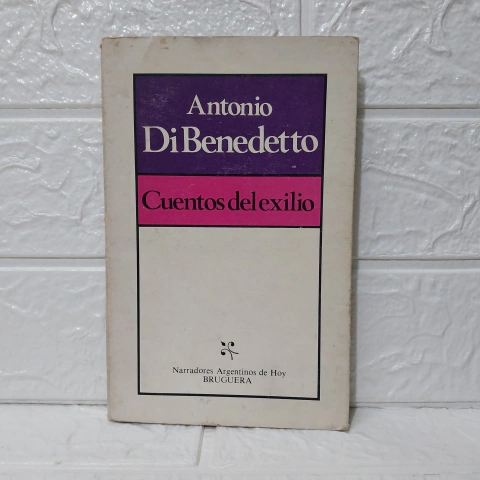 Antonio
Di Benedetto
Cuentos del exilio
Narradores Argentinos de Hoy
BRUGUERA